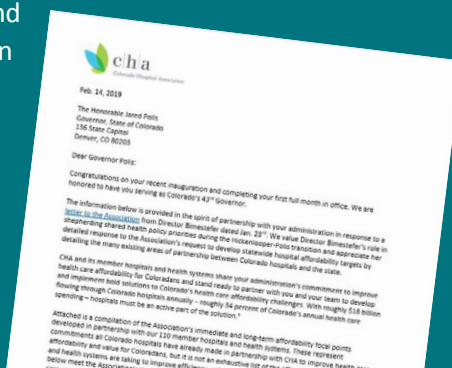 nd
n
c|h|a
Colorado Hospital Association
Feb. 14, 2019
The Honorable Jared Polis
Governor, State of Colorado
136 State Capitol
Denver, CO 80203
Dear Governor Polis:
Congratulations on your recent inauguration and completing your first full month in office. We are
honored to have you serving as Colorado's 43rd Governor.
The information below is provided in the spirit of partnership with your administration in response to a
letter to the Association from Director Bimestefer dated Jan. 23rd. We value Director Bimestefer's role in
shepherding shared health policy priorities during the Hickenlooper-Polis transition and appreciate her
detailed response to the Association's request to develop statewide hospital affordability targets by
detailing the many existing areas of partnership between Colorado hospitals and the state.
CHA and its member hospitals and health systems share your administration's commitment to improve
health care affordability for Coloradans and stand ready to partner with you and your team to develop
and implement bold solutions to Colorado's health care affordability challenges. With roughly $18 billion
flowing through Colorado hospitals annually – roughly 34 percent of Colorado's annual health care
spending – hospitals must be an active part of the solution.
Attached is a compilation of the Association's immediate and long-term affordability focal points
developed in partnership with our 110 member hospitals and health systems. These represent
commitments all Colorado hospitals have already made in partnership with CHA to improve health
affordability and value for Coloradans, but it is not an exhaustive list of the
and health systems are taking to improve
below meet the